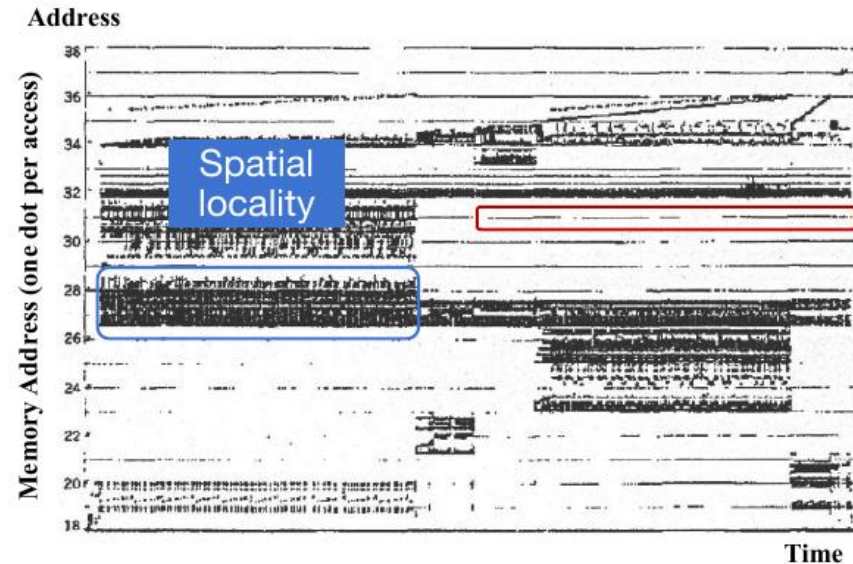 Address
Memory Address (one dot per access)
38
36
34
32
30
28
26
24
22
20
18
Spatial
locality
Time